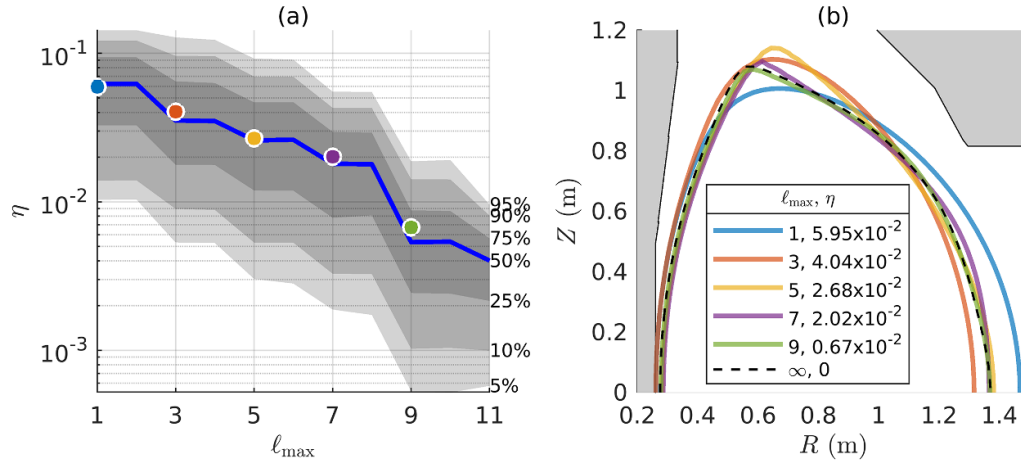 (a)
η
10⁻¹
10⁻²
10⁻³
95%
90%
75%
50%
25%
10%
5%
1 3 5 7 9 11
ℓmax
(b)
Z (m)
1.2
1
0.8
0.6
0.4
0.2
0
ℓmax, η
1, 5.95x10⁻²
3, 4.04x10⁻²
5, 2.68x10⁻²
7, 2.02x10⁻²
9, 0.67x10⁻²
∞, 0
0.2 0.4 0.6 0.8 1 1.2 1.4
R (m)